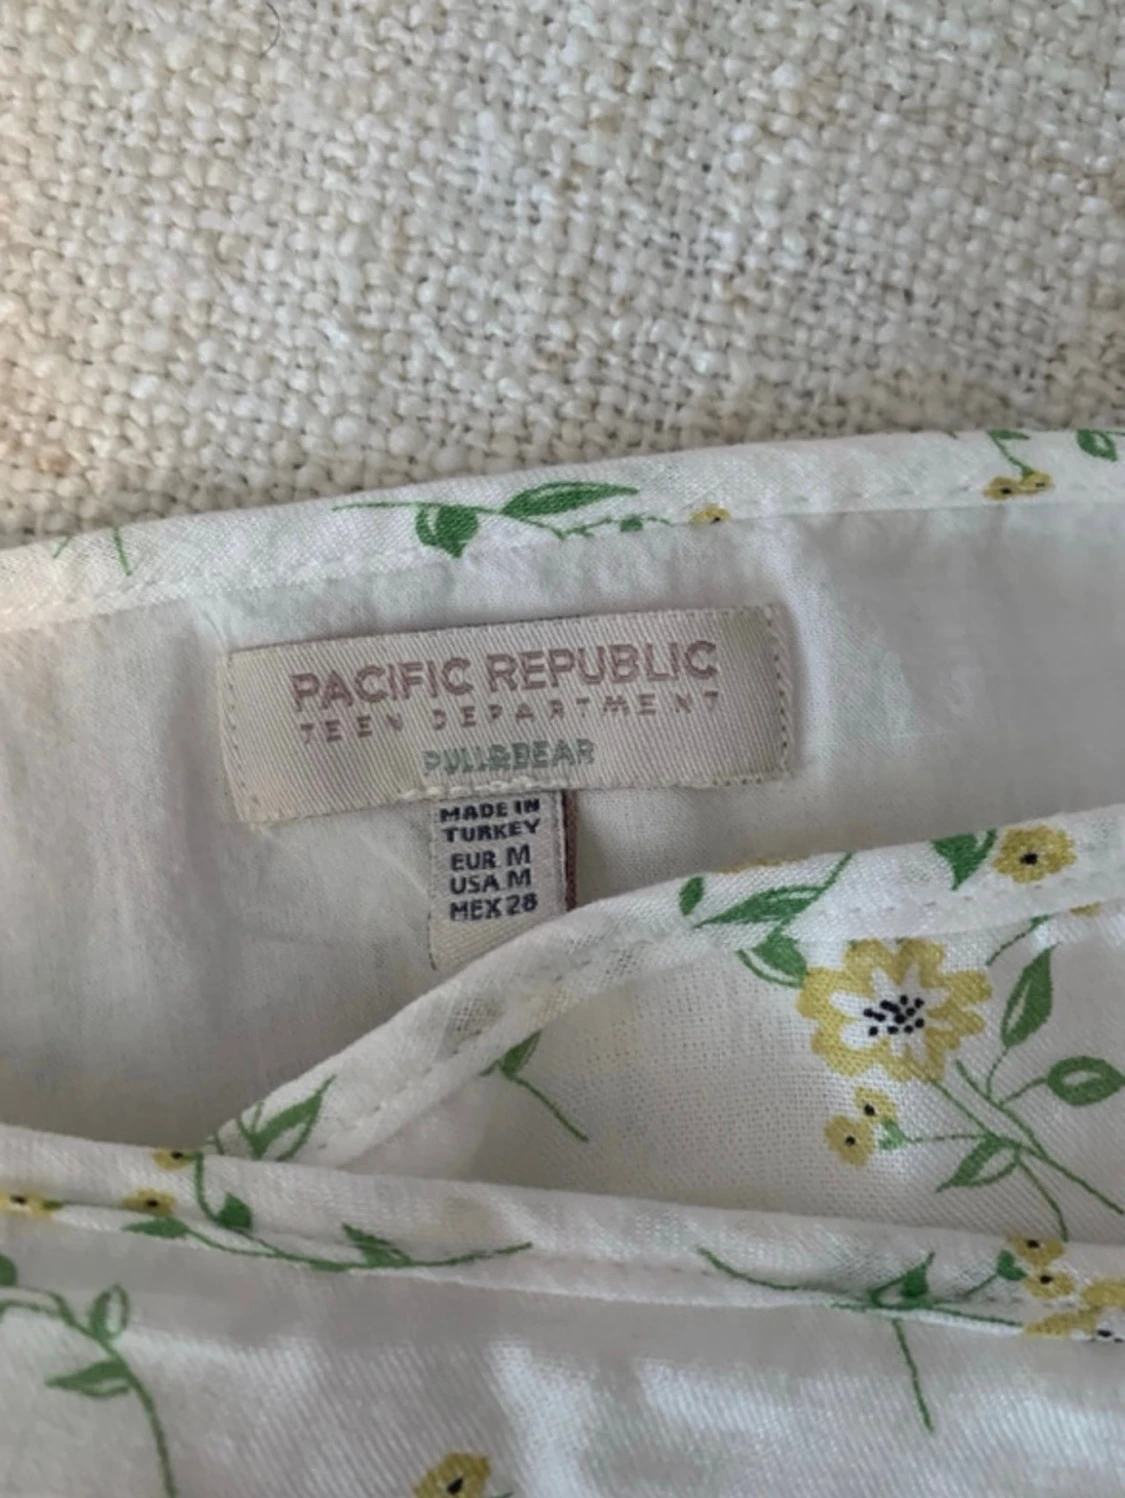 PACIFIC REPUBLIC
TEEN DEPARTMENT
PULL&BEAR
MADE IN
TURKEY
EUR M
USA M
MEX 28